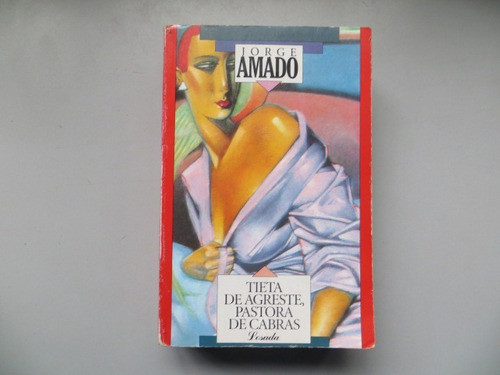 JORGE
AMADO
TIETA
DE AGRESTE,
PASTORA
DE CABRAS
Losada